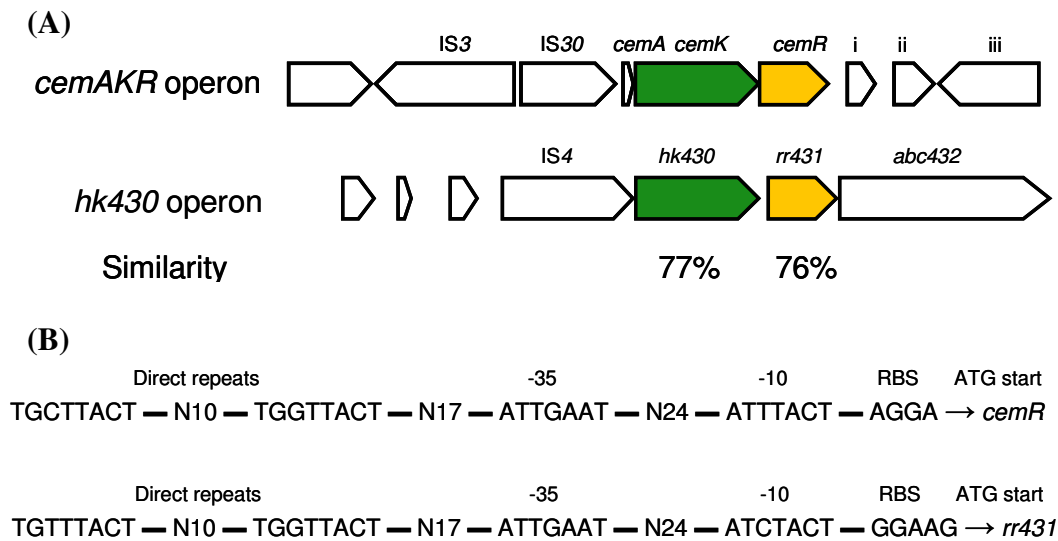 (A)
IS3 IS30 cemA cemK cemR i ii iii
cemAKR operon
IS4 hk430 rr431 abc432
hk430 operon
Similarity 77% 76%
(B)
Direct repeats -35 -10 RBS ATG start
TGCTTACT — N10 — TGGTTACT — N17 — ATTGAAT — N24 — ATTTACT — AGGA → cemR
Direct repeats -35 -10 RBS ATG start
TGTTTACT — N10 — TGGTTACT — N17 — ATTGAAT — N24 — ATCTACT — GGAAG → rr431